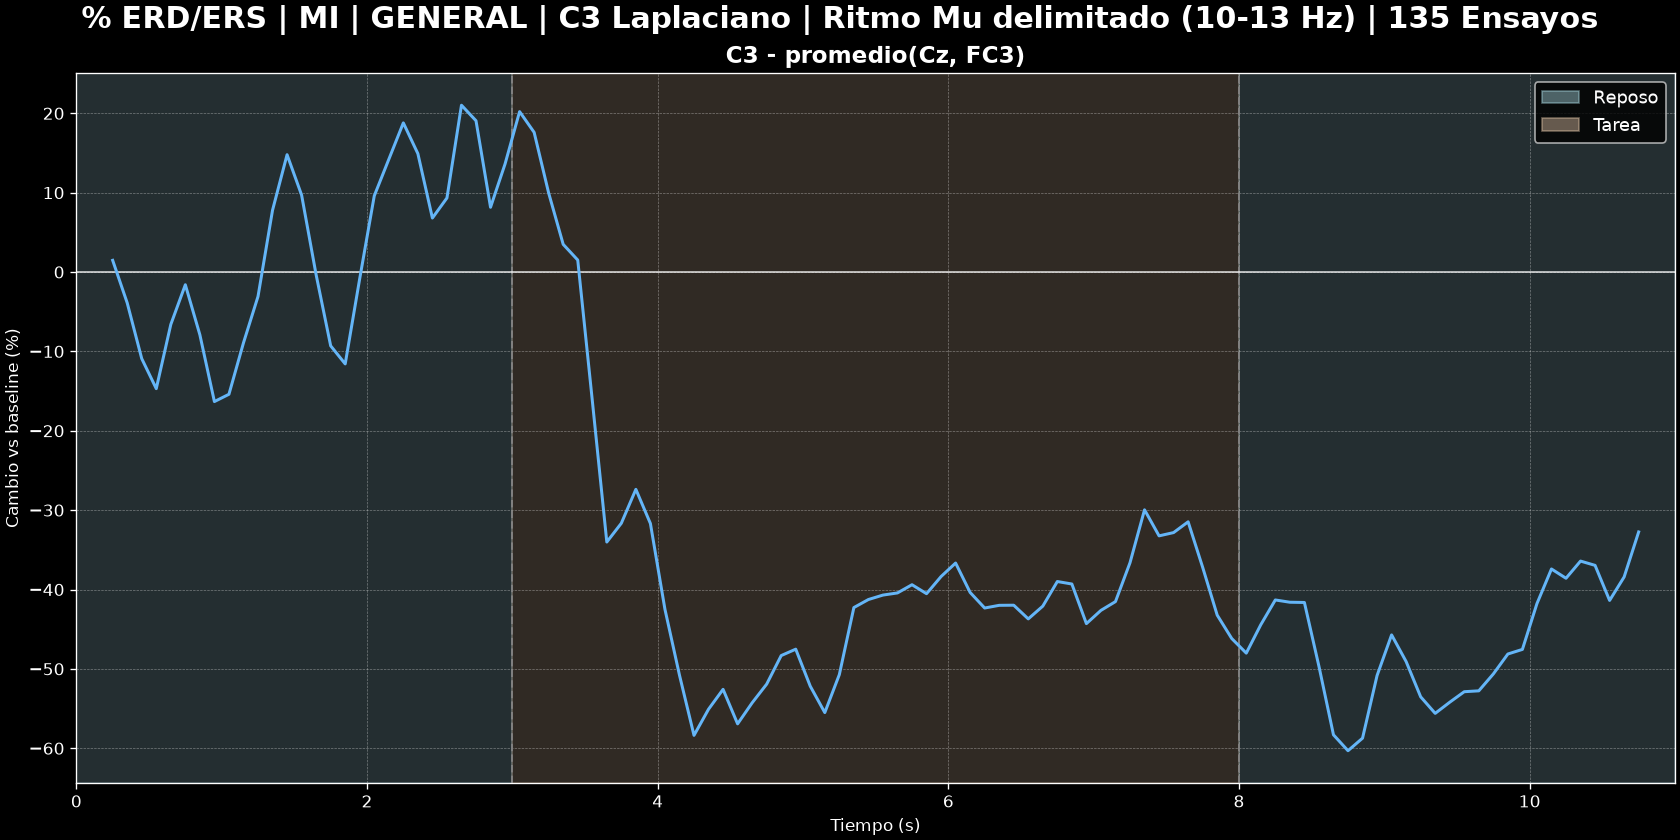 % ERD/ERS | MI | GENERAL | C3 Laplaciano | Ritmo Mu delimitado (10-13 Hz) | 135 Ensayos
C3 - promedio(Cz, FC3)
Reposo
Tarea
Cambio vs baseline (%)
20
10
0
−10
−20
−30
−40
−50
−60
0 2 4 6 8 10
Tiempo (s)